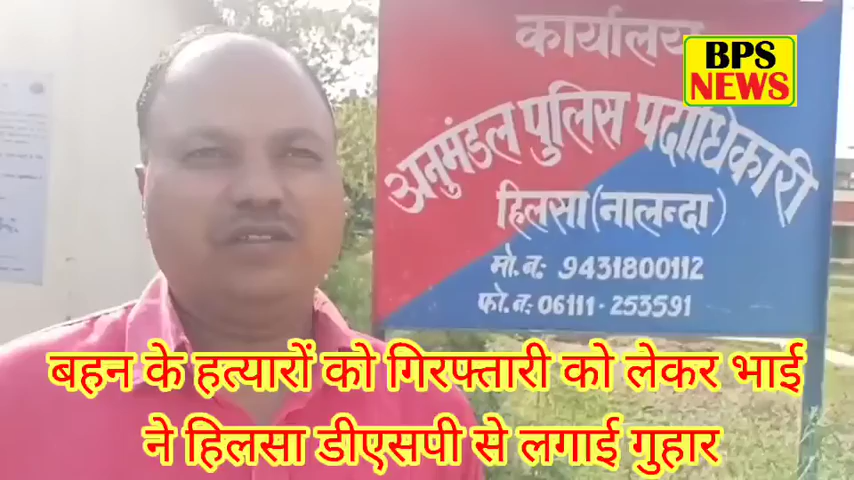 कार्यालय
BPS
NEWS
अनुमंडल पुलिस पदाधिकारी
हिलसा (नालन्दा)
मो.न: 9431800112
फो.न: 06111-253591
बहन के हत्यारों को गिरफ्तारी को लेकर भाई
ने हिलसा डीएसपी से लगाई गुहार